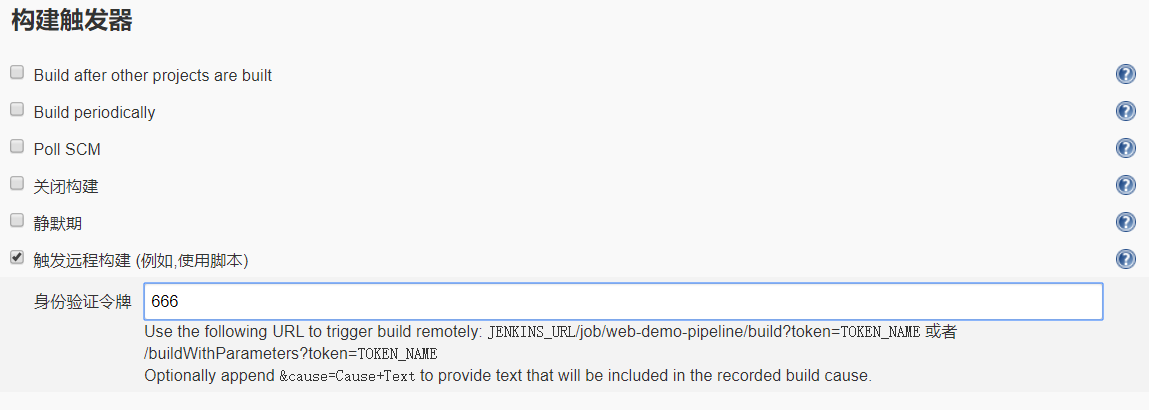 构建触发器
Build after other projects are built
Build periodically
Poll SCM
关闭构建
静默期
触发远程构建 (例如,使用脚本)
身份验证令牌 666
Use the following URL to trigger build remotely: JENKINS_URL/job/web-demo-pipeline/build?token=TOKEN_NAME 或者
/buildWithParameters?token=TOKEN_NAME
Optionally append &cause=Cause+Text to provide text that will be included in the recorded build cause.